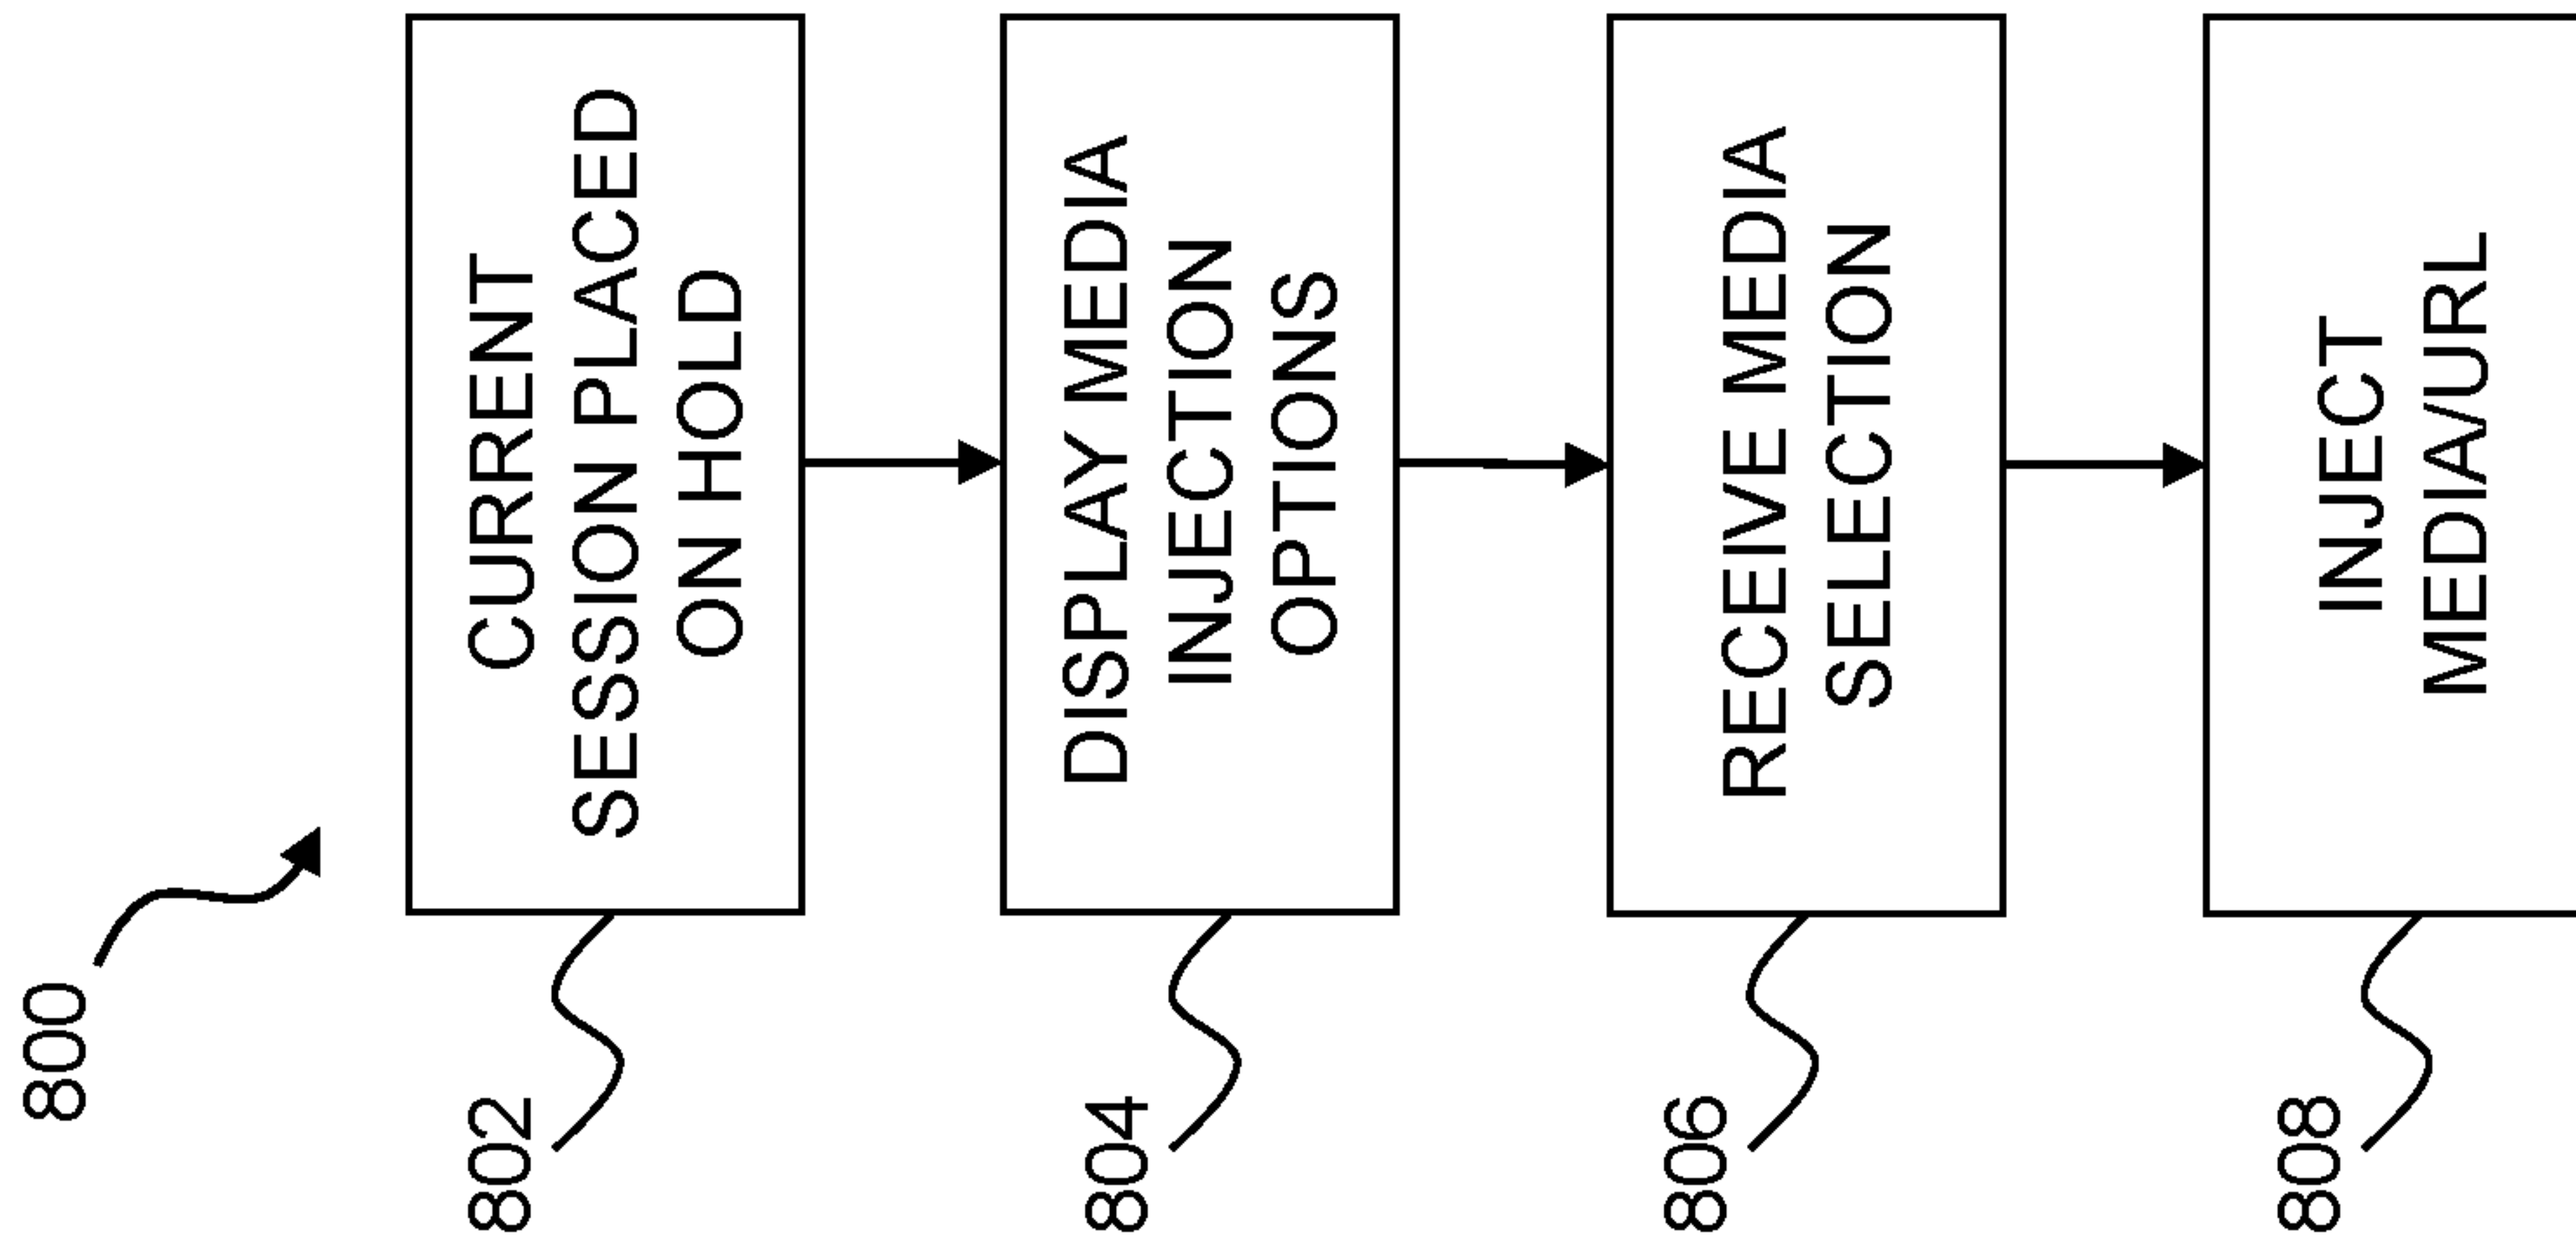 800
802
CURRENT
SESSION PLACED
ON HOLD
804
DISPLAY MEDIA
INJECTION
OPTIONS
806
RECEIVE MEDIA
SELECTION
808
INJECT
MEDIA/URL